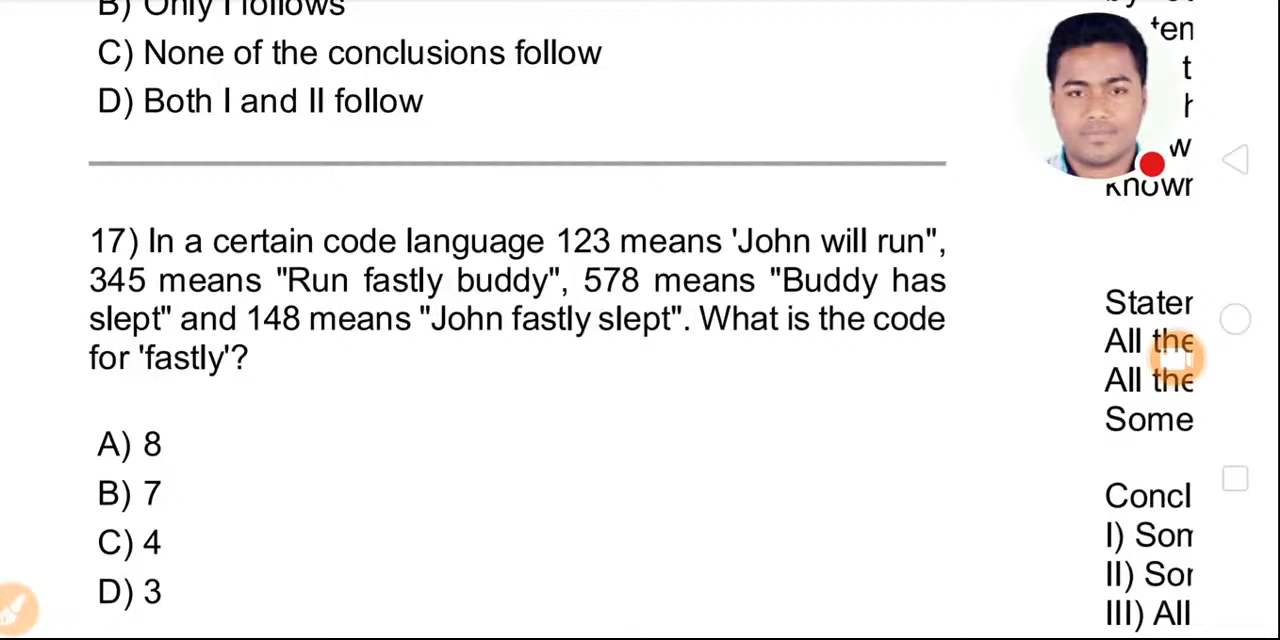 B) Only I follows
C) None of the conclusions follow
D) Both I and II follow
17) In a certain code language 123 means 'John will run",
345 means "Run fastly buddy", 578 means "Buddy has
slept" and 148 means "John fastly slept". What is the code
for 'fastly'?
A) 8
B) 7
C) 4
D) 3
known
Stater
All the
All the
Some
Concl
I) Som
II) Sor
III) All